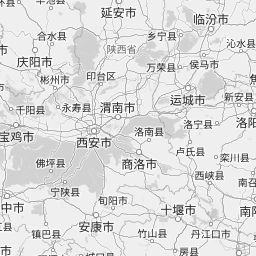 延安市
临汾市
合水县
乡宁县
陕西省
沁水县
庆阳市
万荣县
侯马市
彬州市
印台区
千阳县
永寿县
渭南市
运城市
新安县
宝鸡市
西安市
洛南县
洛宁县
洛阳
佛坪县
商洛市
卢氏县
栾川县
宁陕县
西峡县
南召
中市
旬阳市
十堰市
南阳
镇巴县
安康市
竹山县
丹江口市
城口县
房县